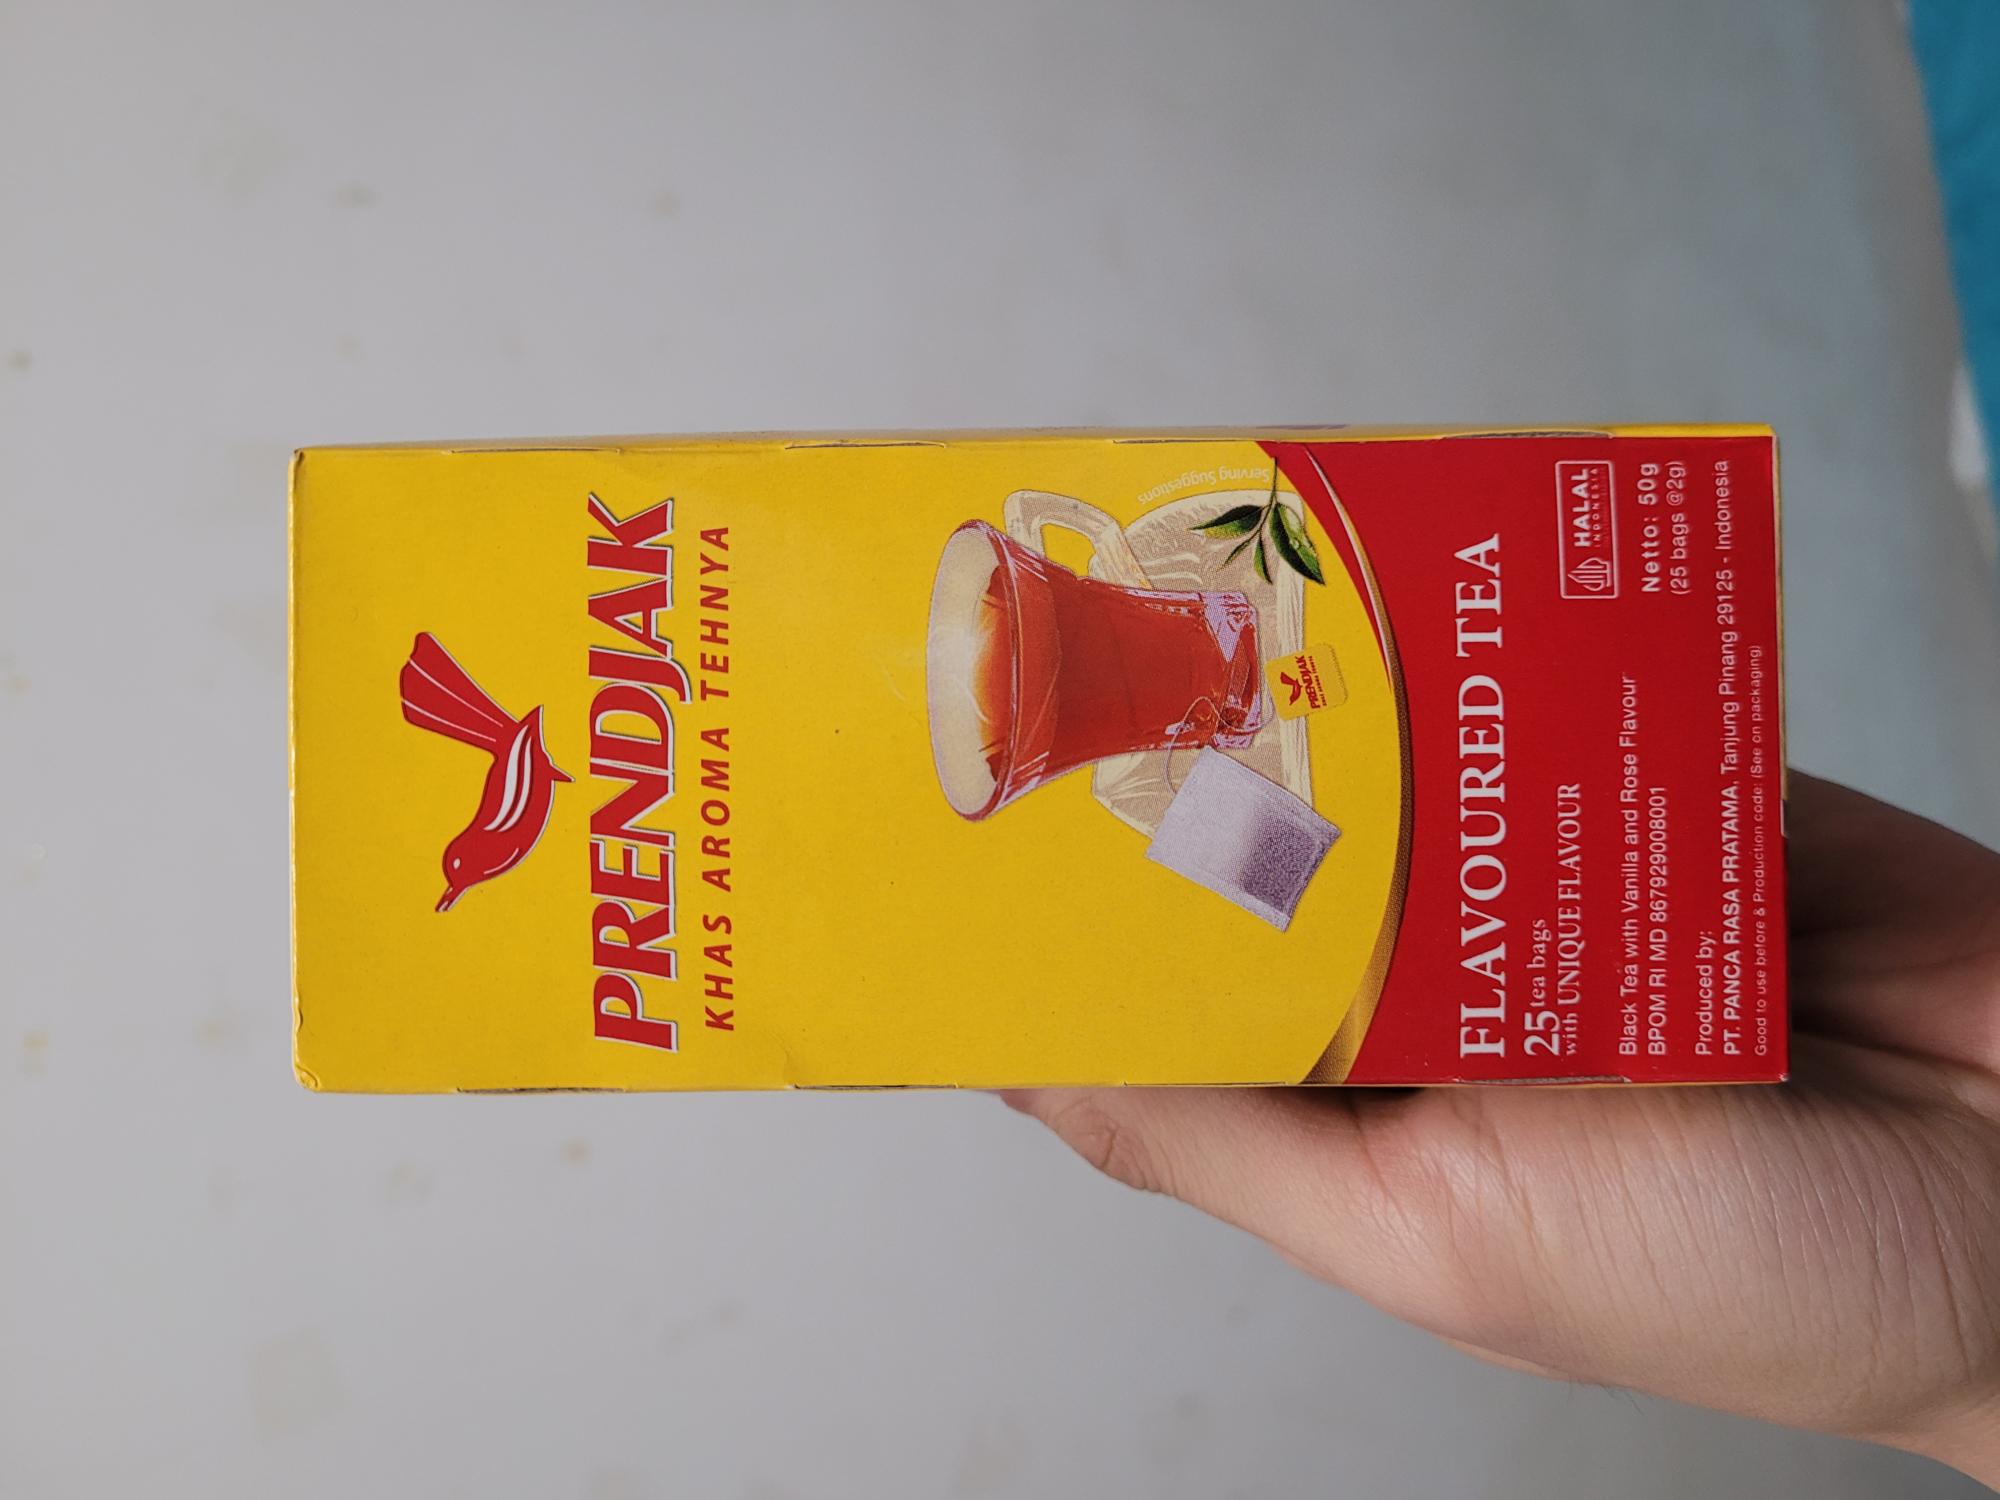 PRENDJAK
KHAS AROMA TEHNYA
Serving Suggestions
PRENDJAK
FLAVOURED TEA
25 tea bags
with UNIQUE FLAVOUR
HALAL
INDONESIA
Black Tea with Vanilla and Rose Flavour
BPOM RI MD 867929008001
Netto: 50g
(25 bags @2g)
Produced by:
PT. PANCA RASA PRATAMA, Tanjung Pinang 29125 - Indonesia
Good to use before & Production code: (See on packaging)